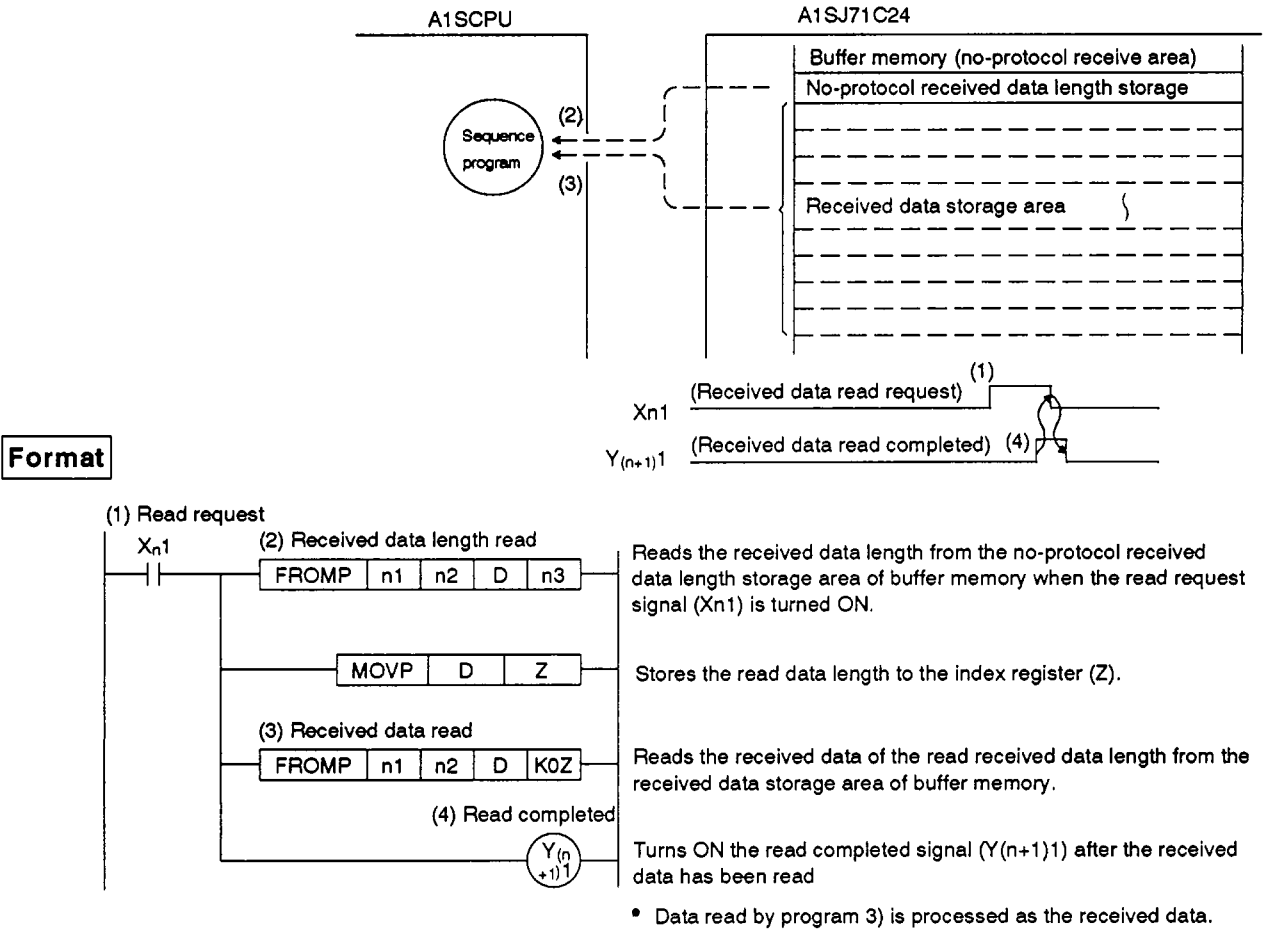 A1SCPU
A1SJ71C24
Buffer memory (no-protocol receive area)
No-protocol received data length storage
(2)
Sequence
program
(3)
Received data storage area
(1)
(Received data read request)
Xn1
(Received data read completed) (4)
Y(n+1)1
Format
(1) Read request
Xn1
(2) Received data length read
FROMP n1 n2 D n3
Reads the received data length from the no-protocol received
data length storage area of buffer memory when the read request
signal (Xn1) is turned ON.
MOVP D Z
Stores the read data length to the index register (Z).
(3) Received data read
FROMP n1 n2 D K0Z
Reads the received data of the read received data length from the
received data storage area of buffer memory.
(4) Read completed
Y(n
+1)1
Turns ON the read completed signal (Y(n+1)1) after the received
data has been read
• Data read by program 3) is processed as the received data.